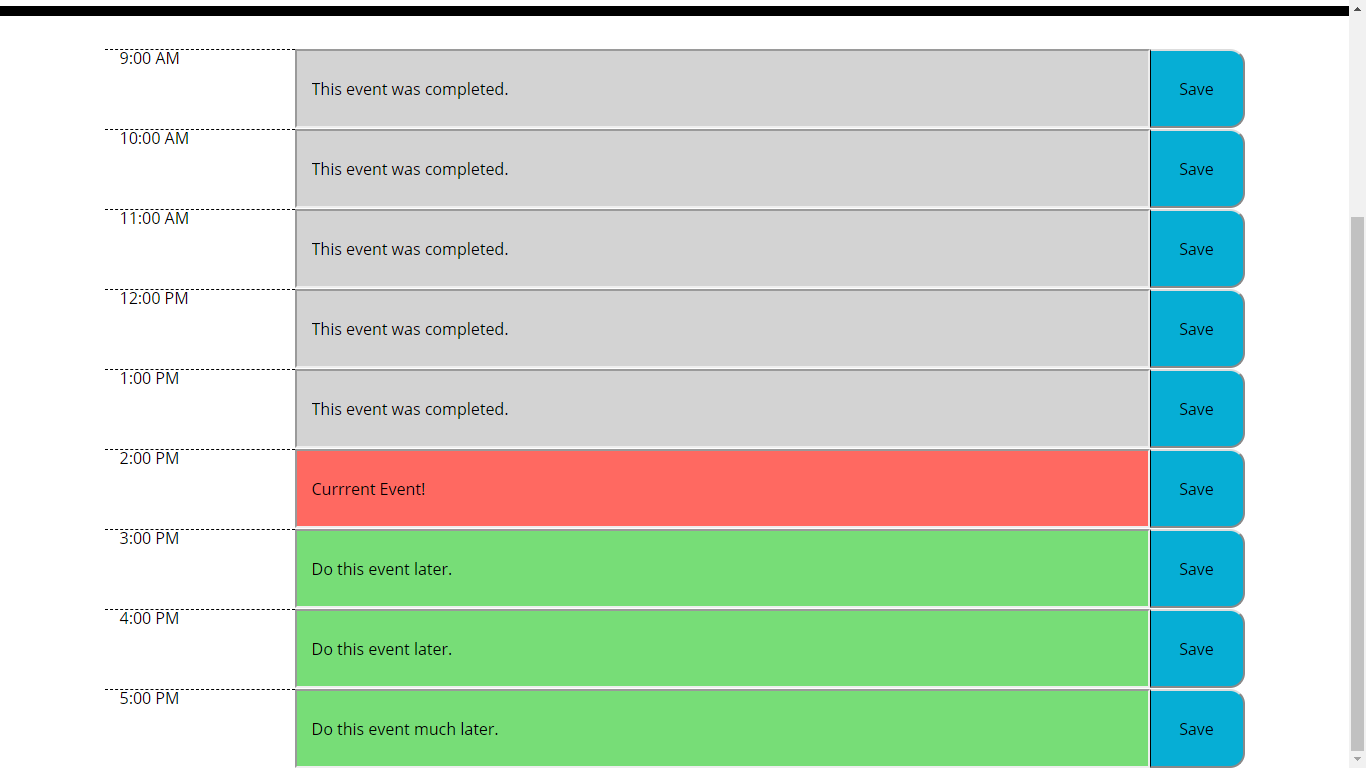 9:00 AM
This event was completed.
Save
10:00 AM
This event was completed.
Save
11:00 AM
This event was completed.
Save
12:00 PM
This event was completed.
Save
1:00 PM
This event was completed.
Save
2:00 PM
Currrent Event!
Save
3:00 PM
Do this event later.
Save
4:00 PM
Do this event later.
Save
5:00 PM
Do this event much later.
Save